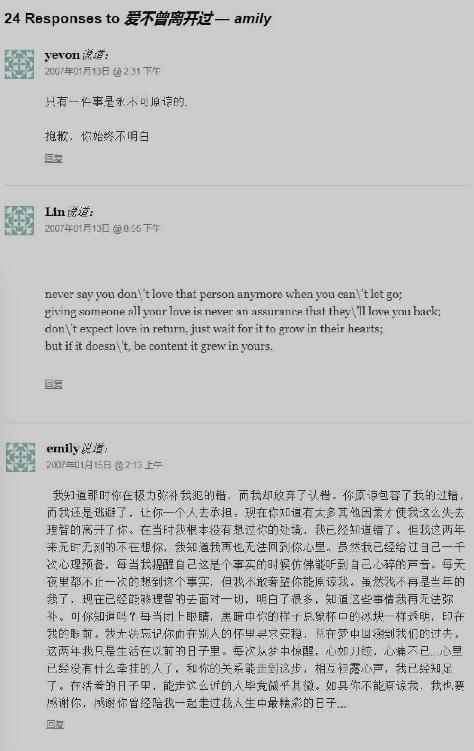 24 Responses to 爱不曾离开过 — amily
yevon说道：
2007年01月13日 @ 2:31 下午
只有一件事是永不可原谅的.
抱歉，你始终不明白
回复
Lin说道：
2007年01月13日 @ 8:55 下午
never say you don\'t love that person anymore when you can\'t let go;
giving someone all your love is never an assurance that they\'ll love you back;
don\'t expect love in return, just wait for it to grow in their hearts;
but if it doesn\'t, be content it grew in yours.
回复
emily说道：
2007年01月15日 @ 2:13 上午
我知道那时你在极力弥补我犯的错，而我却放弃了认错。你原谅包容了我的过错，
而我还是逃避了，让你一个人去承担。现在你知道有太多其他因素才使我这么失去
理智的离开了你。在当时我根本没有想过你的处境，我已经知道错了。但我这两年
来无时无刻的不在想你，我知道我再也无法回到你心里。虽然我已经给过自己一千
次心理预备，每当我提醒自己这是个事实的时候仿佛能听到自己心碎的声音。每天
夜里都不止一次的想到这个事实，但我不敢奢望你能原谅我。虽然我不再是当年的
我了，现在已经能够理智的去面对一切，明白了很多，知道这些事情我再无法弥
补。可你知道吗？每当闭上眼睛，黑暗中你的样子总象杯中的冰块一样透明，印在
我的眼前。我无法忘记你而在别人的怀里寻求安稳，总在梦中回到我们的过去。
这两年我只是生活在以前的日子里。每次从梦中惊醒，心如刀绞，心痛不已...心里
已经没有什么牵挂的人了，和你的关系能走到这步，相互袒露心声，我已经知足
了。在活着的日子里，能走这么近的人毕竟微乎其微。如果你不能原谅我，我也要
感谢你，感谢你曾经陪我一起走过我人生中最精彩的日子...
回复